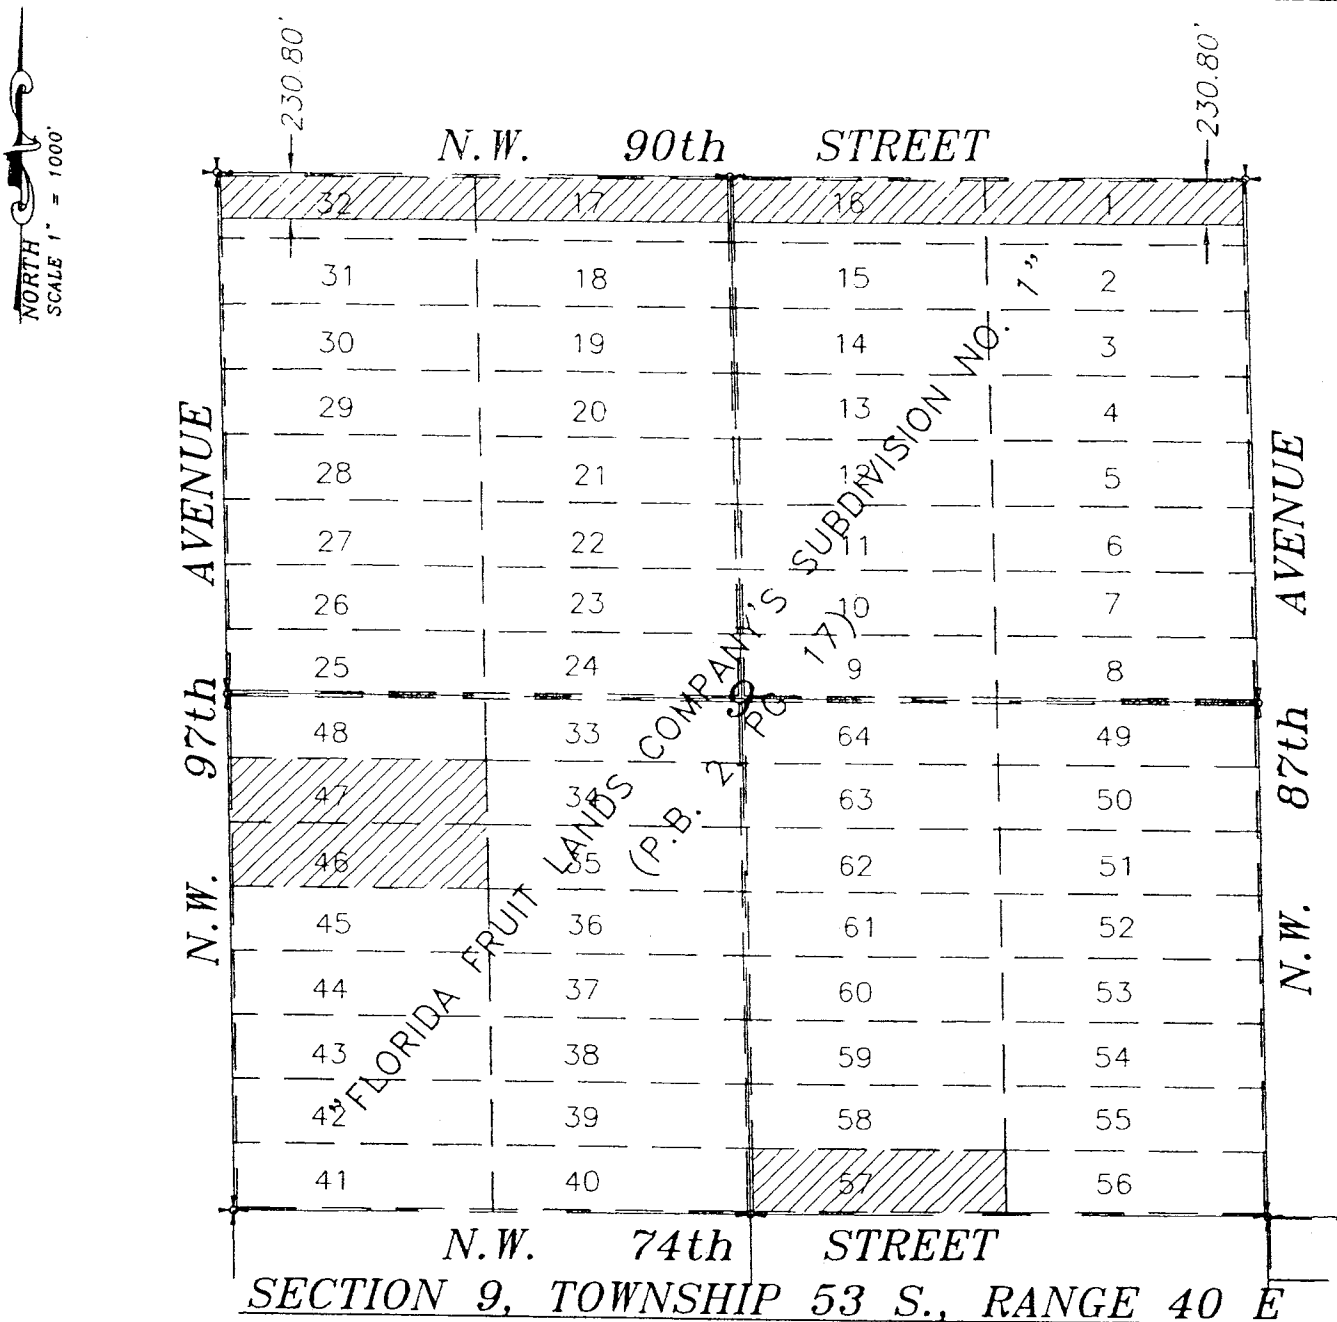 230.80'
230.80'
NORTH
SCALE 1" = 1000'
N.W. 90th STREET
32 17 16 1
31 18 15 2
30 19 14 3
29 20 13 4
28 21 12 5
27 22 11 6
26 23 10 7
25 24 9 8
9
48 33 64 49
47 34 63 50
46 35 62 51
45 36 61 52
44 37 60 53
43 38 59 54
42 39 58 55
41 40 57 56
"FLORIDA FRUIT LANDS COMPANY'S SUBDIVISION NO. 1"
(P.B. 2 PG 17)
N.W. 97th AVENUE
N.W. 87th AVENUE
N.W. 74th STREET
SECTION 9, TOWNSHIP 53 S., RANGE 40 E